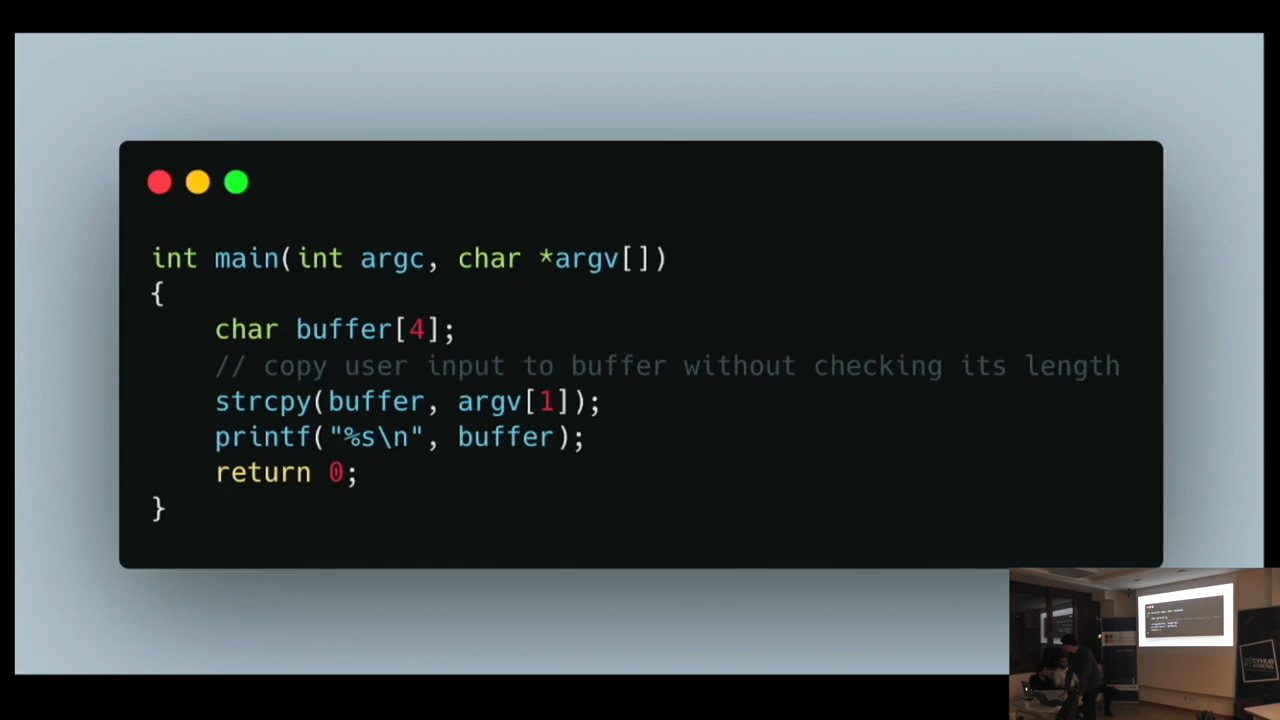 int main(int argc, char *argv[])
{
    char buffer[4];
    // copy user input to buffer without checking its length
    strcpy(buffer, argv[1]);
    printf("%s\n", buffer);
    return 0;
}